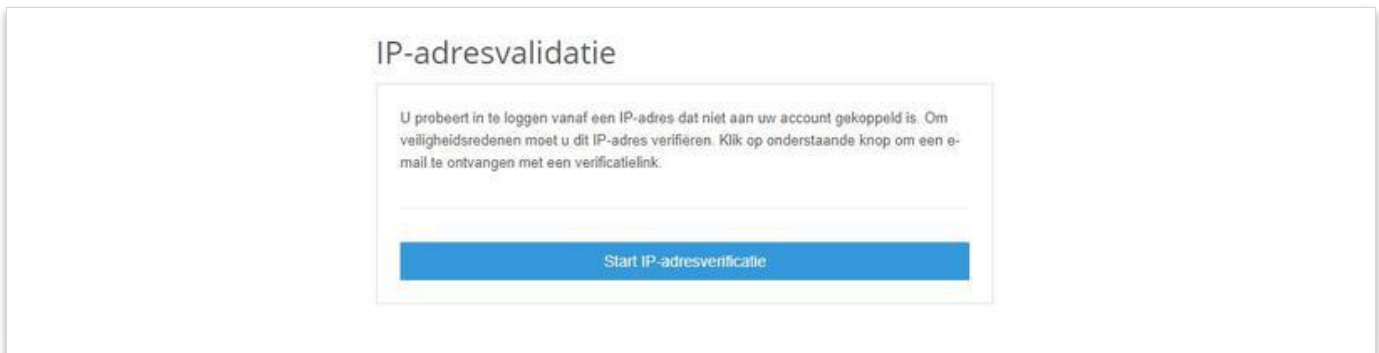 IP-adresvalidatie
U probeert in te loggen vanaf een IP-adres dat niet aan uw account gekoppeld is. Om
veiligheidsredenen moet u dit IP-adres verifiëren. Klik op onderstaande knop om een e-
mail te ontvangen met een verificatielink.
Start IP-adresverificatie